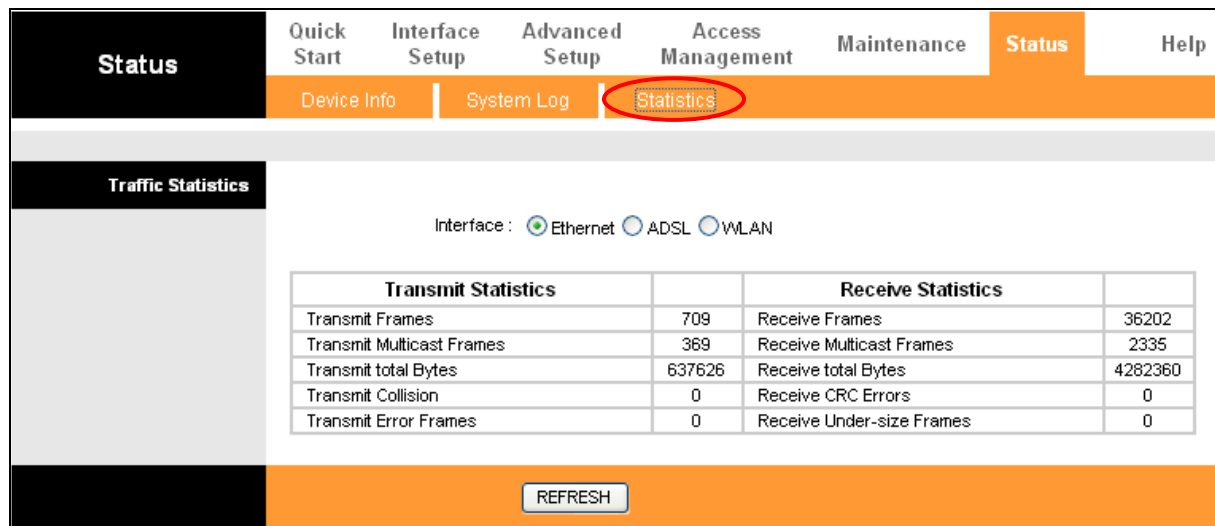 Status
Quick Start
Interface Setup
Advanced Setup
Access Management
Maintenance
Status
Help
Device Info
System Log
Statistics
Traffic Statistics
Interface : Ethernet ADSL WLAN
Transmit Statistics Receive Statistics
Transmit Frames 709 Receive Frames 36202
Transmit Multicast Frames 369 Receive Multicast Frames 2335
Transmit total Bytes 637626 Receive total Bytes 4282360
Transmit Collision 0 Receive CRC Errors 0
Transmit Error Frames 0 Receive Under-size Frames 0
REFRESH